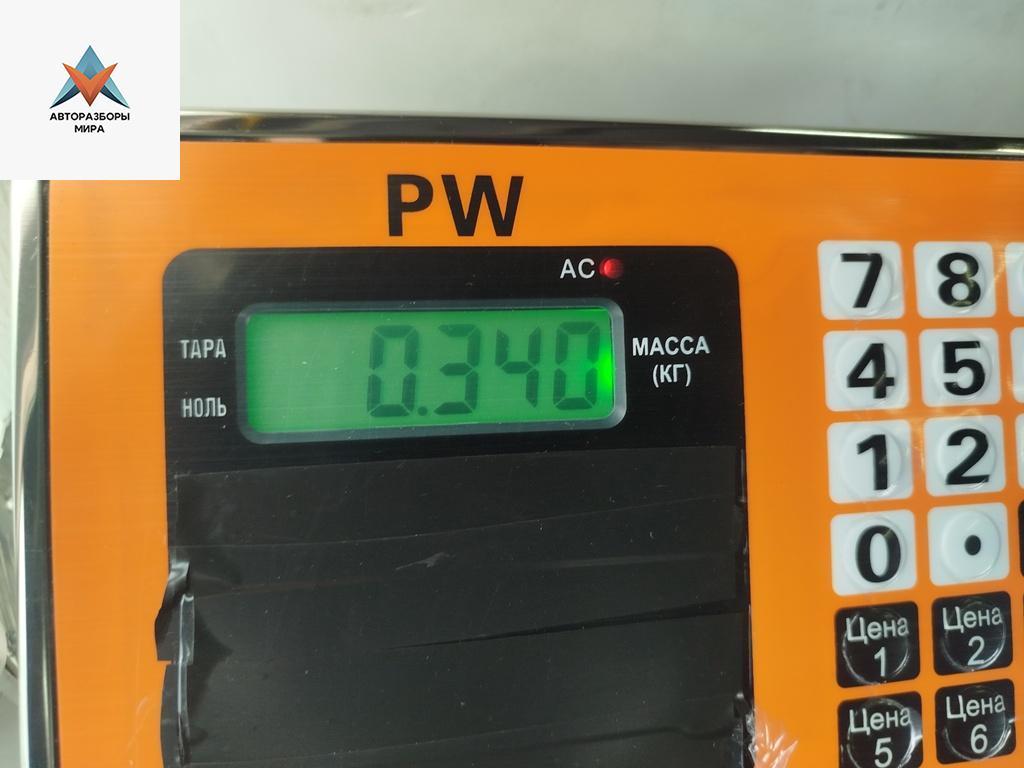 АВТОРАЗБОРЫ
МИРА
PW
AC
ТАРА
НОЛЬ
0.340
МАССА
(КГ)
7 8
4 5
1 2
0 •
Цена 1
Цена 2
Цена 5
Цена 6